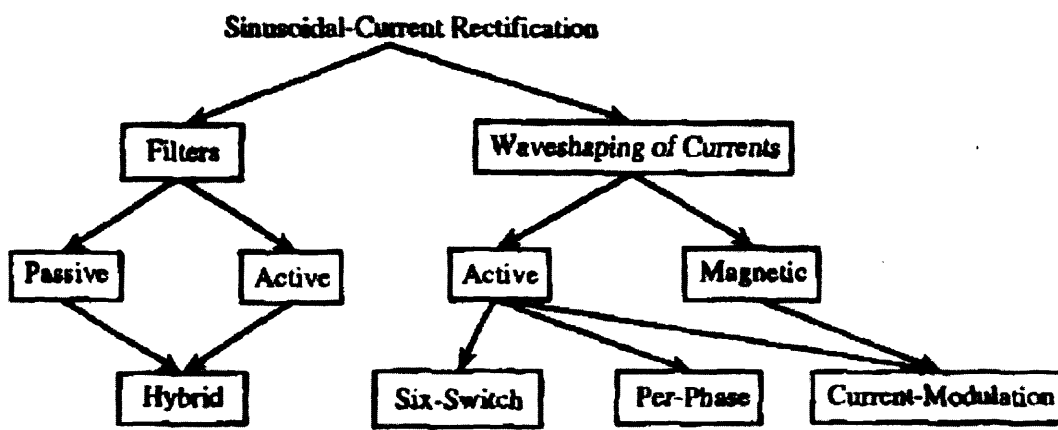 Sinusoidal-Current Rectification
Filters
Waveshaping of Currents
Passive
Active
Active
Magnetic
Hybrid
Six-Switch
Per-Phase
Current-Modulation